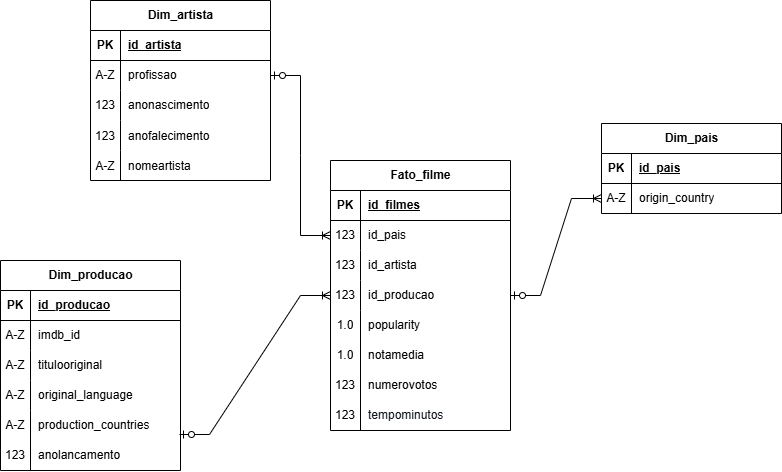 Dim_artista
PK id_artista
A-Z profissao
123 anonascimento
123 anofalecimento
A-Z nomeartista
Dim_pais
PK id_pais
A-Z origin_country
Fato_filme
PK id_filmes
123 id_pais
123 id_artista
123 id_producao
1.0 popularity
1.0 notamedia
123 numerovotos
123 tempominutos
Dim_producao
PK id_producao
A-Z imdb_id
A-Z titulooriginal
A-Z original_language
A-Z production_countries
123 anolancamento